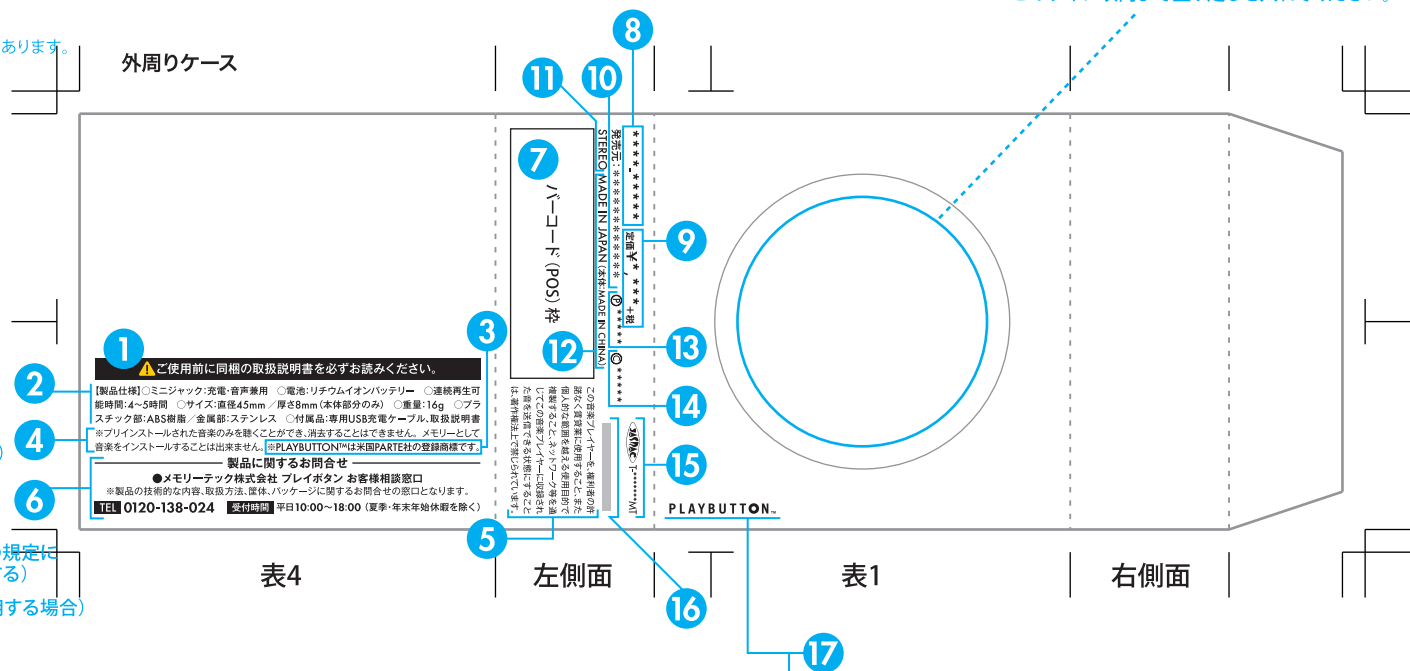 あります。
外周りケース
8
11
10
7
バーコード（POS）枠
STEREO MADE IN JAPAN（本体:MADE IN CHINA）
発売元：＊＊＊＊＊＊＊＊＊＊＊＊ Ⓟ＊＊＊＊＊ Ⓒ＊＊＊＊＊
＊＊＊＊＊-＊＊＊＊＊
定価￥＊,＊＊＊＋税
9
3
13
12
14
1
ご使用前に同梱の取扱説明書を必ずお読みください。
2
【製品仕様】○ミニジャック:充電・音声兼用 ○電池:リチウムイオンバッテリー ○連続再生可
能時間:4〜5時間 ○サイズ:直径45mm／厚さ8mm（本体部分のみ） ○重量:16g ○プラ
スチック部:ABS樹脂／金属部:ステンレス ○付属品:専用USB充電ケーブル、取扱説明書
4
※プリインストールされた音楽のみを聴くことができ、消去することはできません。メモリーとして
音楽をインストールすることは出来ません。※PLAYBUTTON™は米国PARTE社の登録商標です。
6
製品に関するお問合せ
●メモリーテック株式会社 プレイボタン お客様相談窓口
※製品の技術的な内容、取扱方法、筐体、パッケージに関するお問合せの窓口となります。
TEL 0120-138-024 受付時間 平日10:00〜18:00（夏季・年末年始休暇を除く）
この音楽プレイヤーを、権利者の許
諾なく賃貸業に使用すること、また
個人的な範囲を越える使用目的で
複製すること、ネットワーク等を通
じてこの音楽プレイヤーに収録され
た音を送信できる状態にすること
は、著作権法上で禁じられています。
JASRAC T-＊＊＊＊＊＊＊/MT
15
5
16
PLAYBUTTON™
17
規定に
する）
用する場合）
表4
左側面
表1
右側面